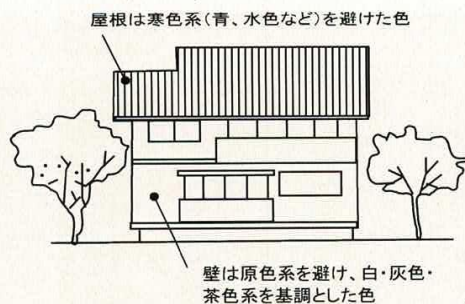 屋根は寒色系（青、水色など）を避けた色
壁は原色系を避け、白・灰色・
茶色系を基調とした色